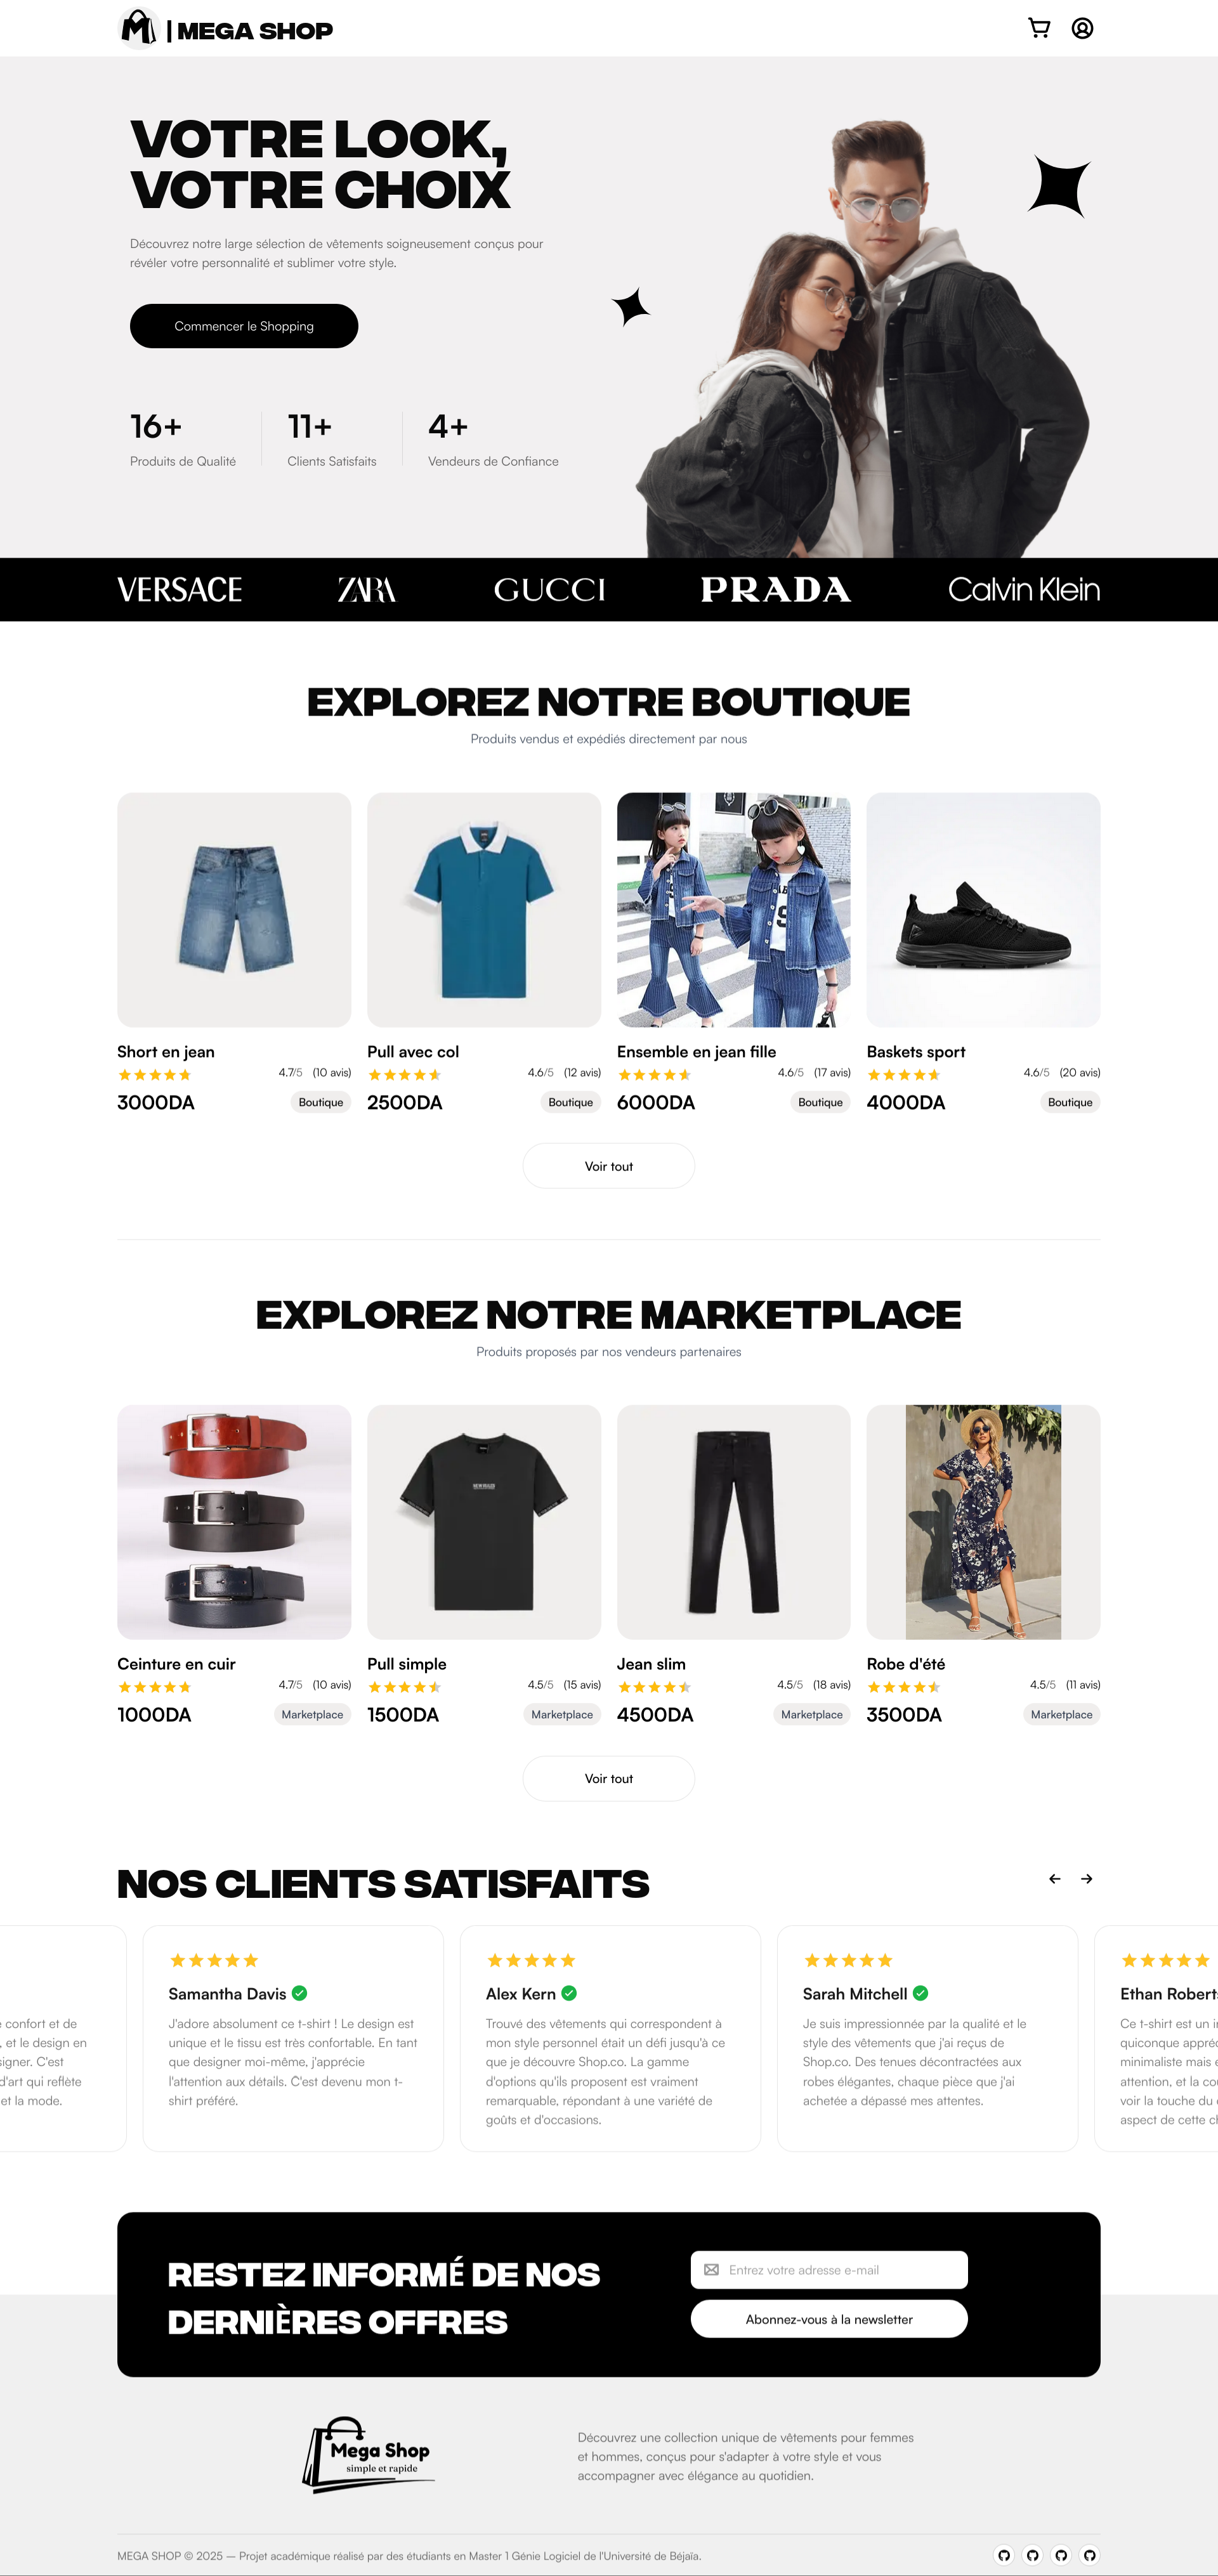 MEGA SHOP
VOTRE LOOK,
VOTRE CHOIX
Découvrez notre large sélection de vêtements soigneusement conçus pour
révéler votre personnalité et sublimer votre style.
Commencer le Shopping
16+
Produits de Qualité
11+
Clients Satisfaits
4+
Vendeurs de Confiance
VERSACE
ZARA
GUCCI
PRADA
Calvin Klein
EXPLOREZ NOTRE BOUTIQUE
Produits vendus et expédiés directement par nous
Short en jean
4.7/5 (10 avis)
3000DA
Boutique
Pull avec col
4.6/5 (12 avis)
2500DA
Boutique
Ensemble en jean fille
4.6/5 (17 avis)
6000DA
Boutique
Baskets sport
4.6/5 (20 avis)
4000DA
Boutique
Voir tout
EXPLOREZ NOTRE MARKETPLACE
Produits proposés par nos vendeurs partenaires
Ceinture en cuir
4.7/5 (10 avis)
1000DA
Marketplace
Pull simple
4.5/5 (15 avis)
1500DA
Marketplace
Jean slim
4.5/5 (18 avis)
4500DA
Marketplace
Robe d'été
4.5/5 (11 avis)
3500DA
Marketplace
Voir tout
NOS CLIENTS SATISFAITS
confort et de
, et le design en
signer. C'est
d'art qui reflète
et la mode.
Samantha Davis
J'adore absolument ce t-shirt ! Le design est
unique et le tissu est très confortable. En tant
que designer moi-même, j'apprécie
l'attention aux détails. C'est devenu mon t-
shirt préféré.
Alex Kern
Trouvé des vêtements qui correspondent à
mon style personnel était un défi jusqu'à ce
que je découvre Shop.co. La gamme
d'options qu'ils proposent est vraiment
remarquable, répondant à une variété de
goûts et d'occasions.
Sarah Mitchell
Je suis impressionnée par la qualité et le
style des vêtements que j'ai reçus de
Shop.co. Des tenues décontractées aux
robes élégantes, chaque pièce que j'ai
achetée a dépassé mes attentes.
Ethan Roberts
Ce t-shirt est un
quiconque appréc
minimaliste mais
attention, et la co
voir la touche du
aspect de cette c
RESTEZ INFORMÉ DE NOS
DERNIÈRES OFFRES
Entrez votre adresse e-mail
Abonnez-vous à la newsletter
Mega Shop
simple et rapide
Découvrez une collection unique de vêtements pour femmes
et hommes, conçus pour s'adapter à votre style et vous
accompagner avec élégance au quotidien.
MEGA SHOP © 2025 — Projet académique réalisé par des étudiants en Master 1 Génie Logiciel de l'Université de Béjaïa.